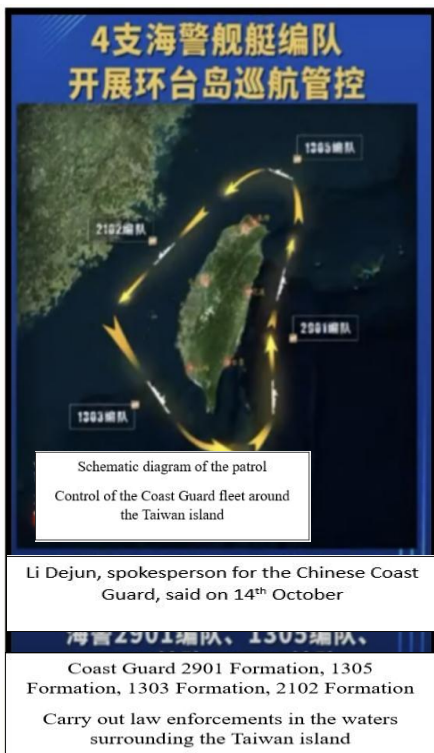 4支海警舰艇编队
开展环台岛巡航管控
1305编队
2102编队
2901编队
1303编队
Schematic diagram of the patrol
Control of the Coast Guard fleet around
the Taiwan island
Li Dejun, spokesperson for the Chinese Coast
Guard, said on 14th October
海警2901编队、1305编队、
Coast Guard 2901 Formation, 1305
Formation, 1303 Formation, 2102 Formation
Carry out law enforcements in the waters
surrounding the Taiwan island